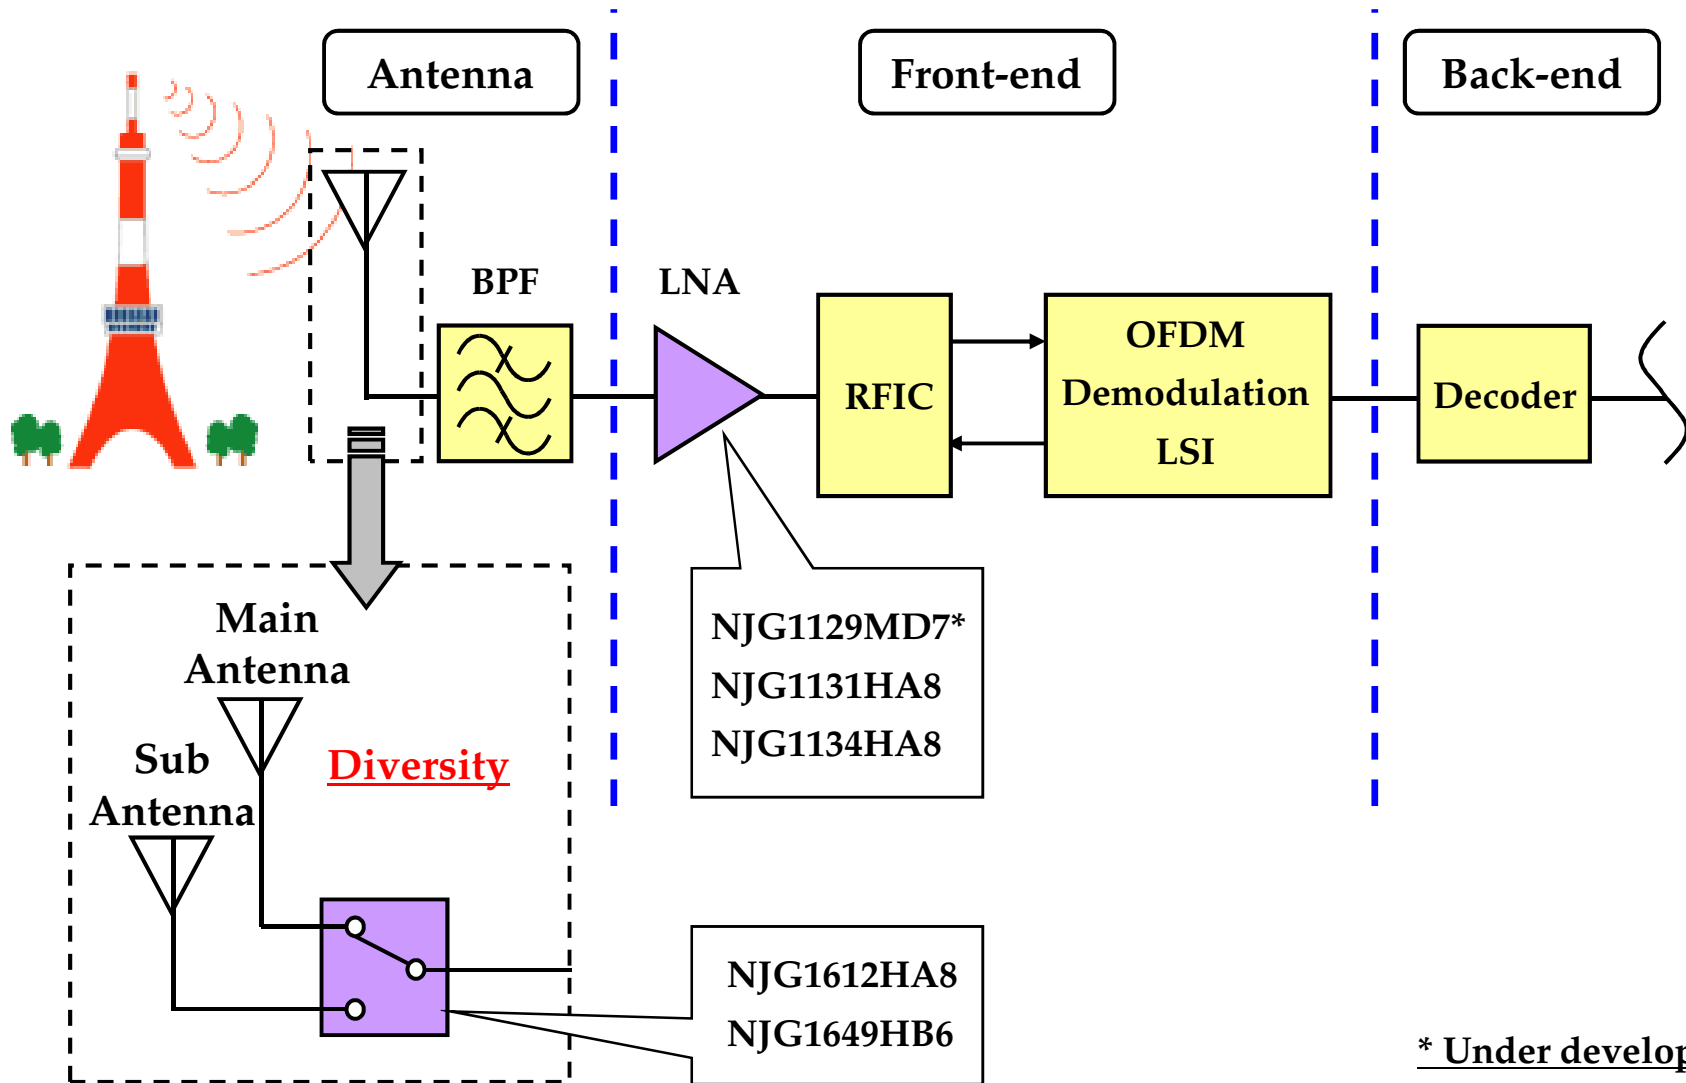 Antenna
Front-end
Back-end
BPF
LNA
RFIC
OFDM
Demodulation
LSI
Decoder
NJG1129MD7*
NJG1131HA8
NJG1134HA8
Main
Antenna
Sub
Antenna
Diversity
NJG1612HA8
NJG1649HB6
* Under develop